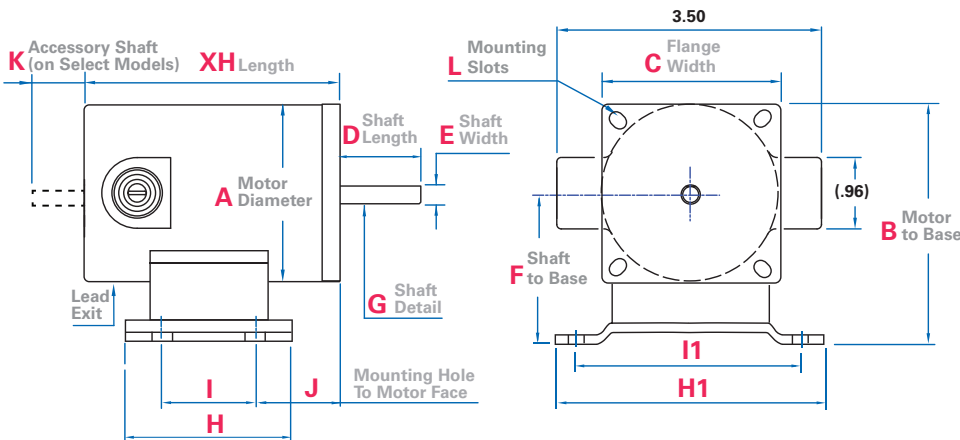 K Accessory Shaft
(on Select Models)
XH Length
Mounting
L Slots
3.50
C Flange
Width
D Shaft
Length
E Shaft
Width
A Motor
Diameter
(.96)
B Motor
to Base
F Shaft
to Base
Lead
Exit
G Shaft
Detail
I
J
Mounting Hole
To Motor Face
H
I1
H1